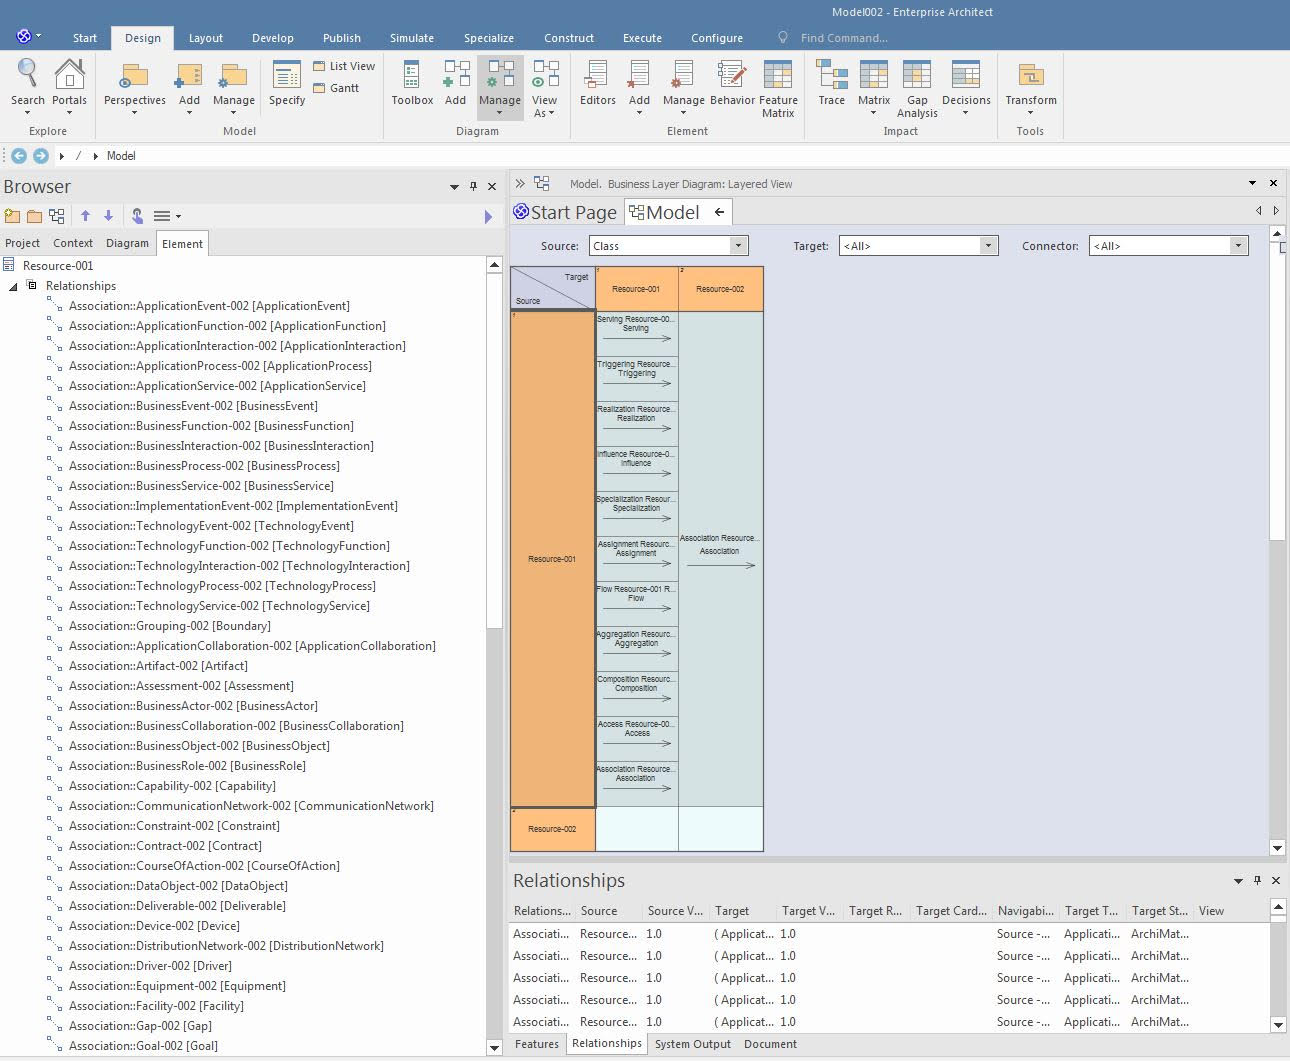 Model002 - Enterprise Architect
Start Design Layout Develop Publish Simulate Specialize Construct Execute Configure Find Command...
Search Portals Perspectives Add Manage Specify List View Gantt Toolbox Add Manage View As Editors Add Manage Behavior Feature Matrix Trace Matrix Gap Analysis Decisions Transform
Explore Model Diagram Element Impact Tools
/ Model
Browser
Project Context Diagram Element
Resource-001
Relationships
Association::ApplicationEvent-002 [ApplicationEvent]
Association::ApplicationFunction-002 [ApplicationFunction]
Association::ApplicationInteraction-002 [ApplicationInteraction]
Association::ApplicationProcess-002 [ApplicationProcess]
Association::ApplicationService-002 [ApplicationService]
Association::BusinessEvent-002 [BusinessEvent]
Association::BusinessFunction-002 [BusinessFunction]
Association::BusinessInteraction-002 [BusinessInteraction]
Association::BusinessProcess-002 [BusinessProcess]
Association::BusinessService-002 [BusinessService]
Association::ImplementationEvent-002 [ImplementationEvent]
Association::TechnologyEvent-002 [TechnologyEvent]
Association::TechnologyFunction-002 [TechnologyFunction]
Association::TechnologyInteraction-002 [TechnologyInteraction]
Association::TechnologyProcess-002 [TechnologyProcess]
Association::TechnologyService-002 [TechnologyService]
Association::Grouping-002 [Boundary]
Association::ApplicationCollaboration-002 [ApplicationCollaboration]
Association::Artifact-002 [Artifact]
Association::Assessment-002 [Assessment]
Association::BusinessActor-002 [BusinessActor]
Association::BusinessCollaboration-002 [BusinessCollaboration]
Association::BusinessObject-002 [BusinessObject]
Association::BusinessRole-002 [BusinessRole]
Association::Capability-002 [Capability]
Association::CommunicationNetwork-002 [CommunicationNetwork]
Association::Constraint-002 [Constraint]
Association::Contract-002 [Contract]
Association::CourseOfAction-002 [CourseOfAction]
Association::DataObject-002 [DataObject]
Association::Deliverable-002 [Deliverable]
Association::Device-002 [Device]
Association::DistributionNetwork-002 [DistributionNetwork]
Association::Driver-002 [Driver]
Association::Equipment-002 [Equipment]
Association::Facility-002 [Facility]
Association::Gap-002 [Gap]
Association::Goal-002 [Goal]
Model. Business Layer Diagram: Layered View
Start Page Model
Source: Class Target: <All> Connector: <All>
Target
Source
1
Resource-001
2
Resource-002
1
Resource-001
Serving Resource-00...
Serving
Triggering Resource...
Triggering
Realization Resource...
Realization
Influence Resource-0...
Influence
Specialization Resour...
Specialization
Assignment Resourc...
Assignment
Flow Resource-001 R...
Flow
Aggregation Resourc...
Aggregation
Composition Resourc...
Composition
Access Resource-00...
Access
Association Resource...
Association
Association Resource...
Association
2
Resource-002
Relationships
Relations... Source Source V... Target Target V... Target R... Target Card... Navigabi... Target T... Target St... View
Associati... Resource... 1.0 ( Applicat... 1.0 Source -... Applicati... ArchiMat...
Associati... Resource... 1.0 ( Applicat... 1.0 Source -... Applicati... ArchiMat...
Associati... Resource... 1.0 ( Applicat... 1.0 Source -... Applicati... ArchiMat...
Associati... Resource... 1.0 ( Applicat... 1.0 Source -... Applicati... ArchiMat...
Associati... Resource... 1.0 ( Applicat... 1.0 Source -... Applicati... ArchiMat...
Features Relationships System Output Document